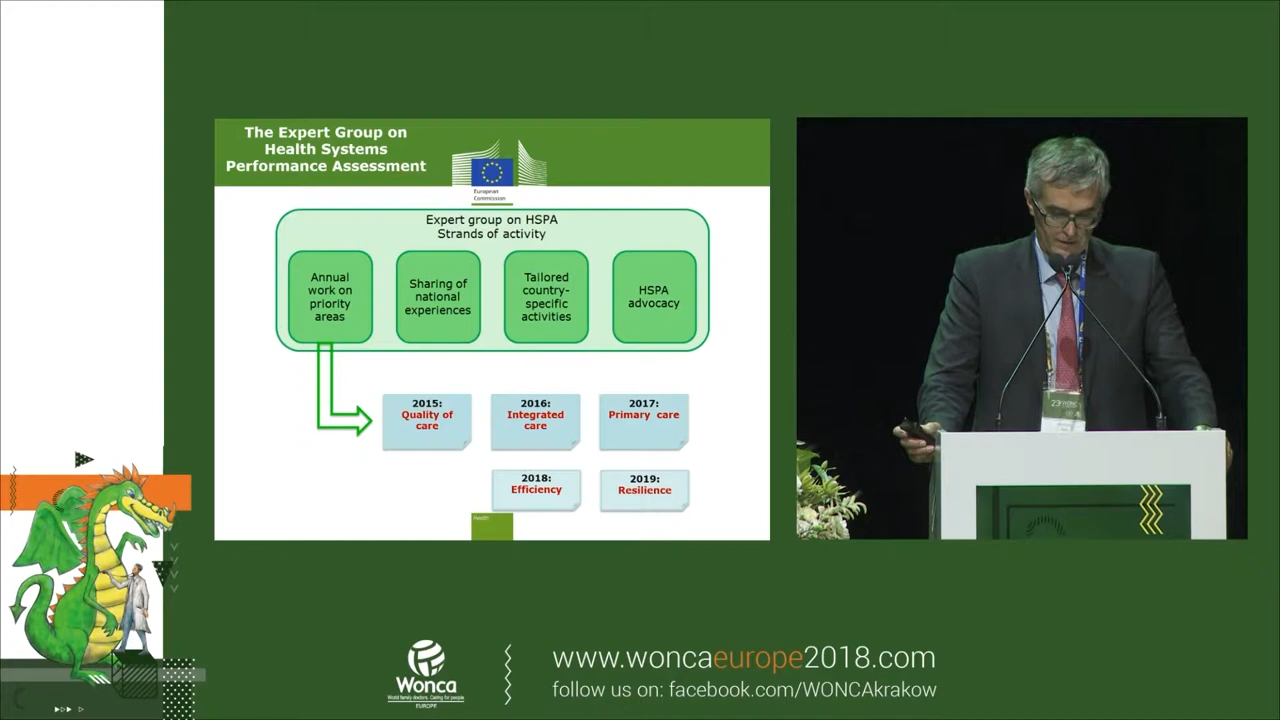 The Expert Group on
Health Systems
Performance Assessment
European
Commission
Expert group on HSPA
Strands of activity
Annual
work on
priority
areas
Sharing of
national
experiences
Tailored
country-
specific
activities
HSPA
advocacy
2015:
Quality of
care
2016:
Integrated
care
2017:
Primary care
2018:
Efficiency
2019:
Resilience
Health
Wonca
World family doctors. Caring for people.
EUROPE
www.woncaeurope2018.com
follow us on: facebook.com/WONCAkrakow